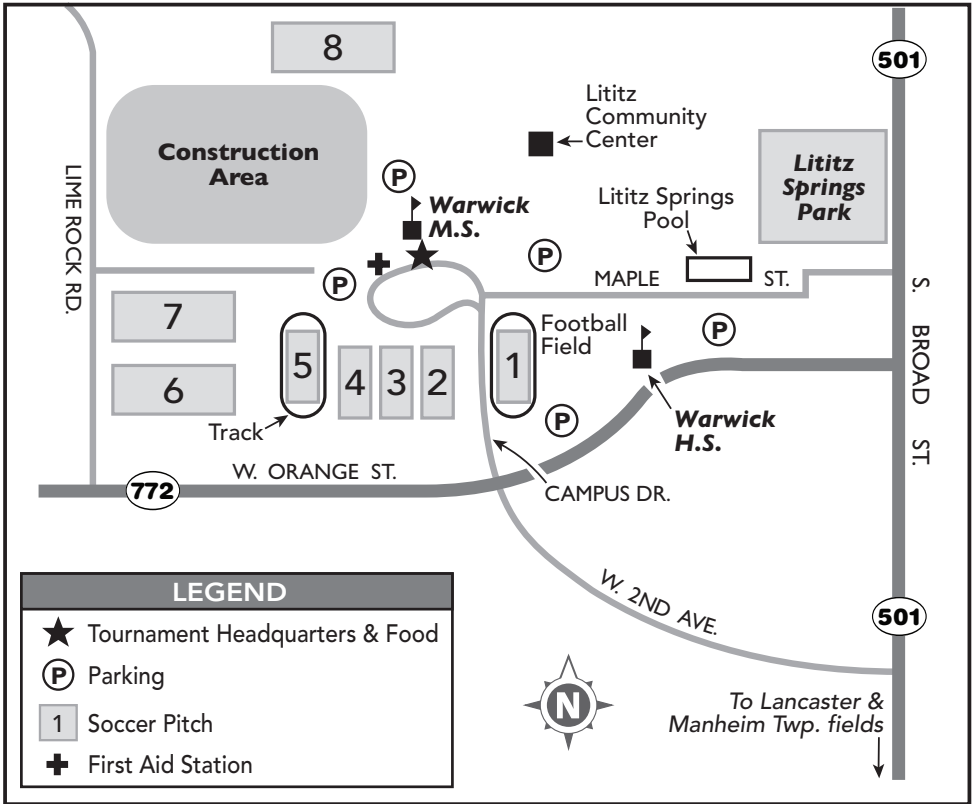 8
501
Lititz
Community
Center
Construction
Area
P
Lititz
Springs
Park
LIME ROCK RD.
Warwick
M.S.
Lititz Springs
Pool
P
P
MAPLE ST.
S. BROAD ST.
7
Football
Field
P
5
4
3
2
1
6
P
Track
Warwick
H.S.
W. ORANGE ST.
772
CAMPUS DR.
W. 2ND AVE.
501
LEGEND
Tournament Headquarters & Food
P Parking
1 Soccer Pitch
First Aid Station
N
To Lancaster &
Manheim Twp. fields